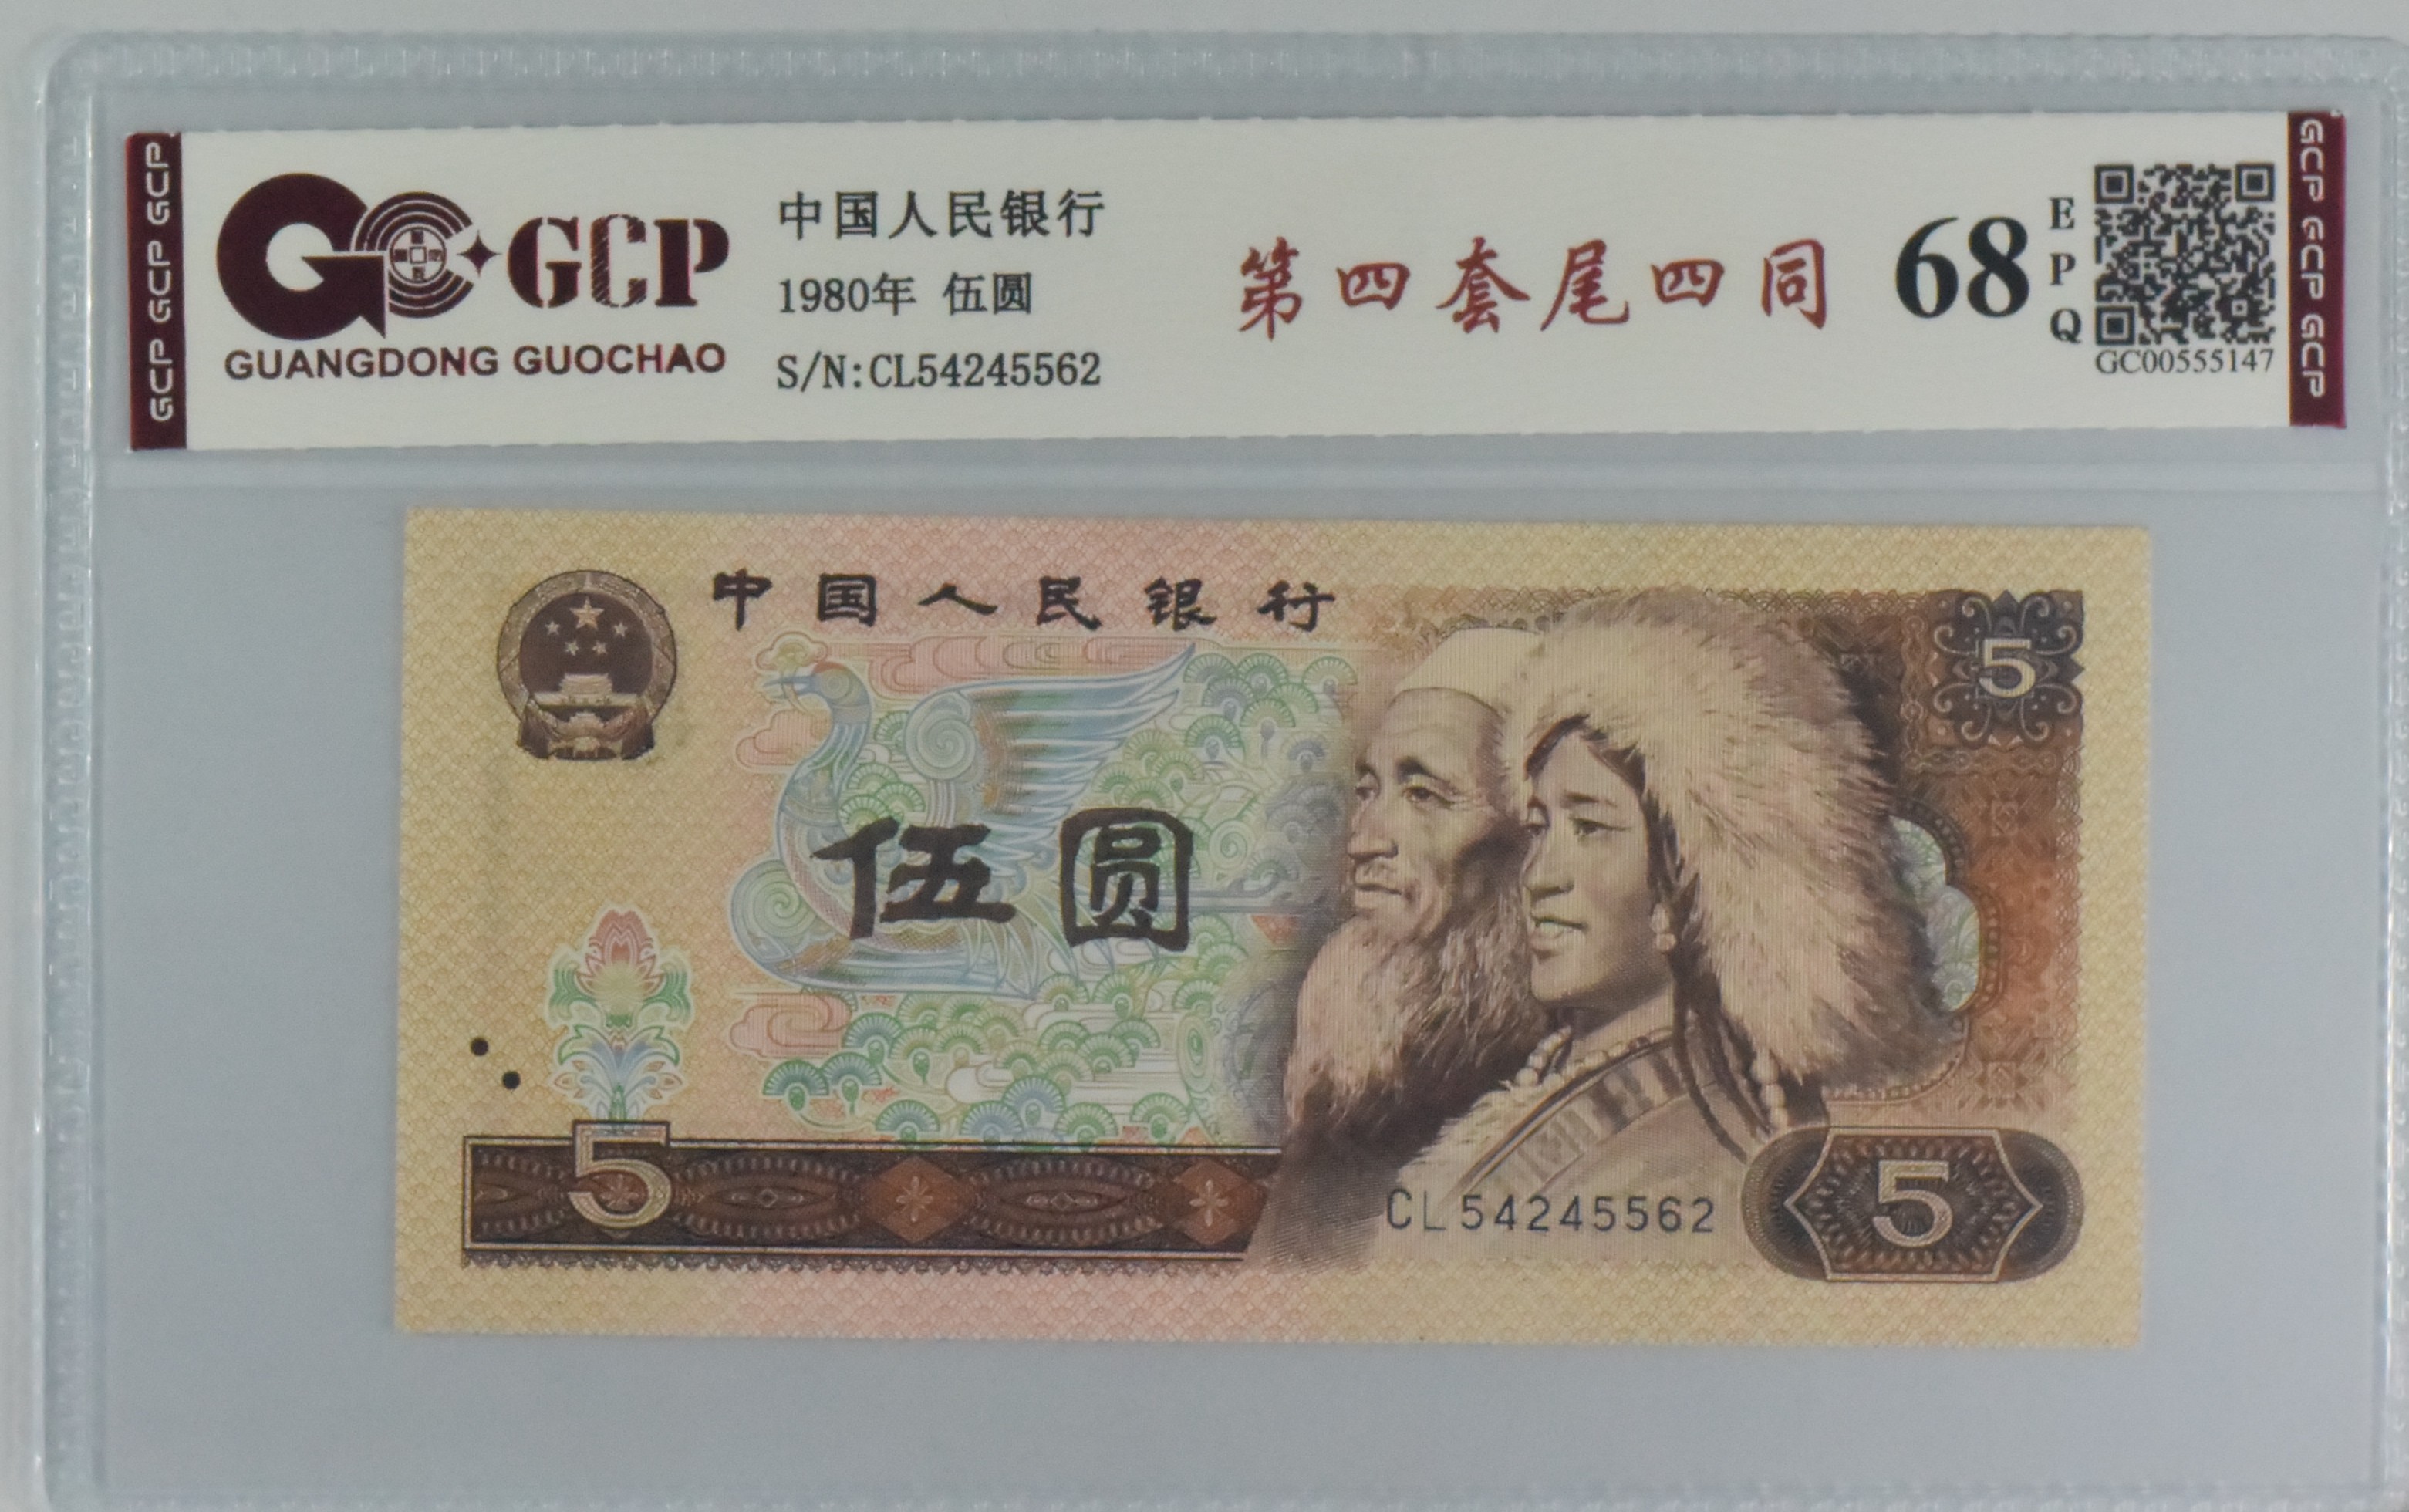 GCP GCP GCP
GCP
GUANGDONG GUOCHAO
中国人民银行
1980年 伍圆
S/N:CL54245562
第四套尾四同
68
EPQ
GC00555147
GCP GCP GCP
中国人民银行
5
伍圆
5
CL54245562
5